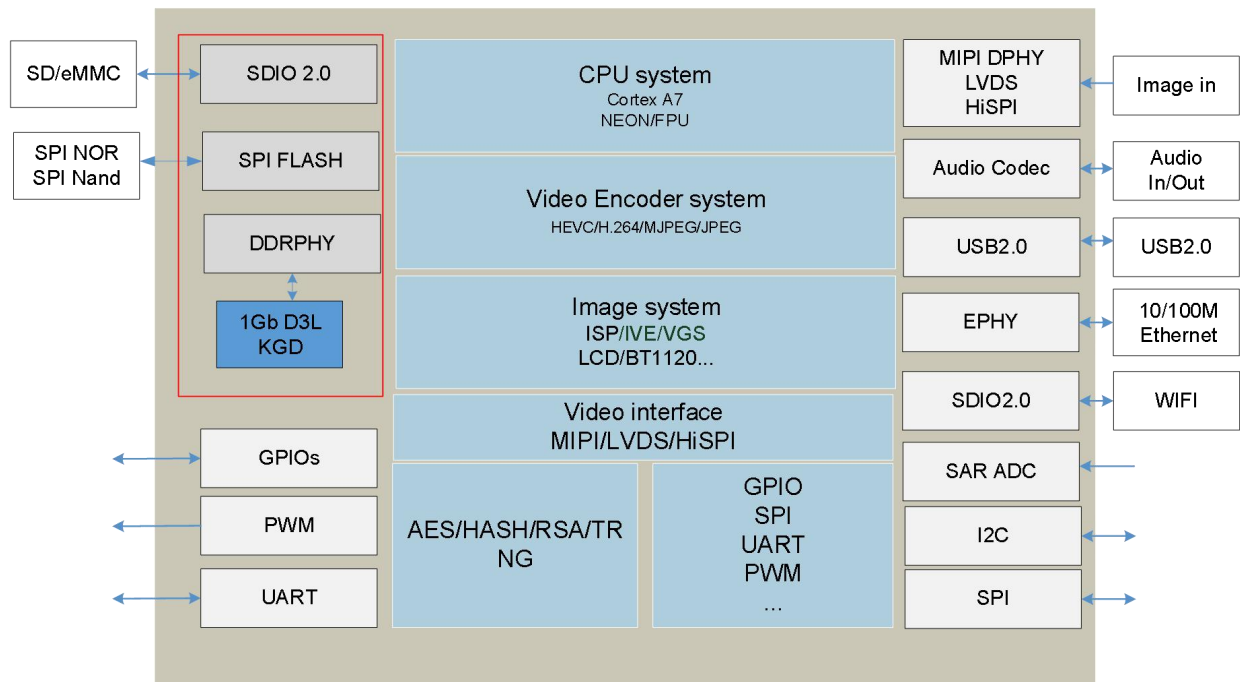 SD/eMMC
SPI NOR
SPI Nand
SDIO 2.0
SPI FLASH
DDRPHY
1Gb D3L
KGD
GPIOs
PWM
UART
CPU system
Cortex A7
NEON/FPU
Video Encoder system
HEVC/H.264/MJPEG/JPEG
Image system
ISP/IVE/VGS
LCD/BT1120...
Video interface
MIPI/LVDS/HiSPI
AES/HASH/RSA/TR
NG
GPIO
SPI
UART
PWM
...
MIPI DPHY
LVDS
HiSPI
Audio Codec
USB2.0
EPHY
SDIO2.0
SAR ADC
I2C
SPI
Image in
Audio
In/Out
USB2.0
10/100M
Ethernet
WIFI